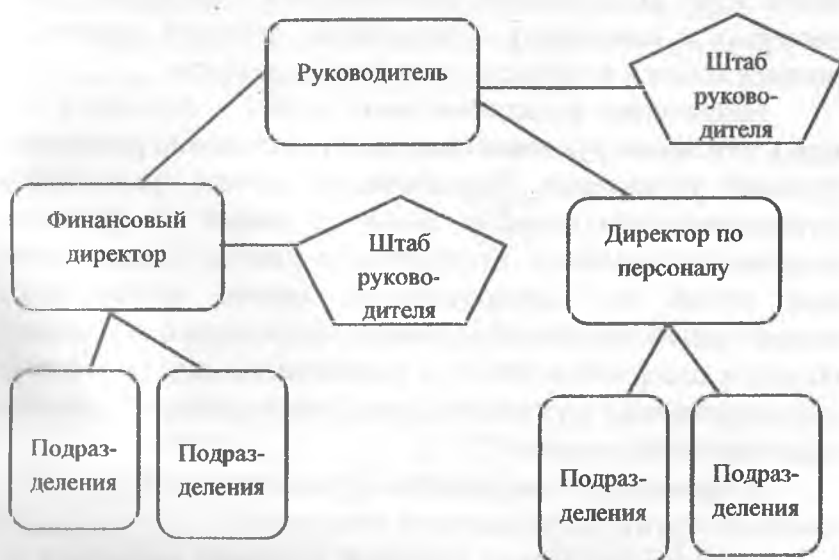 Руководитель
Штаб
руково-
дителя
Финансовый
директор
Штаб
руково-
дителя
Директор по
персоналу
Подраз-
деления
Подраз-
деления
Подраз-
деления
Подраз-
деления